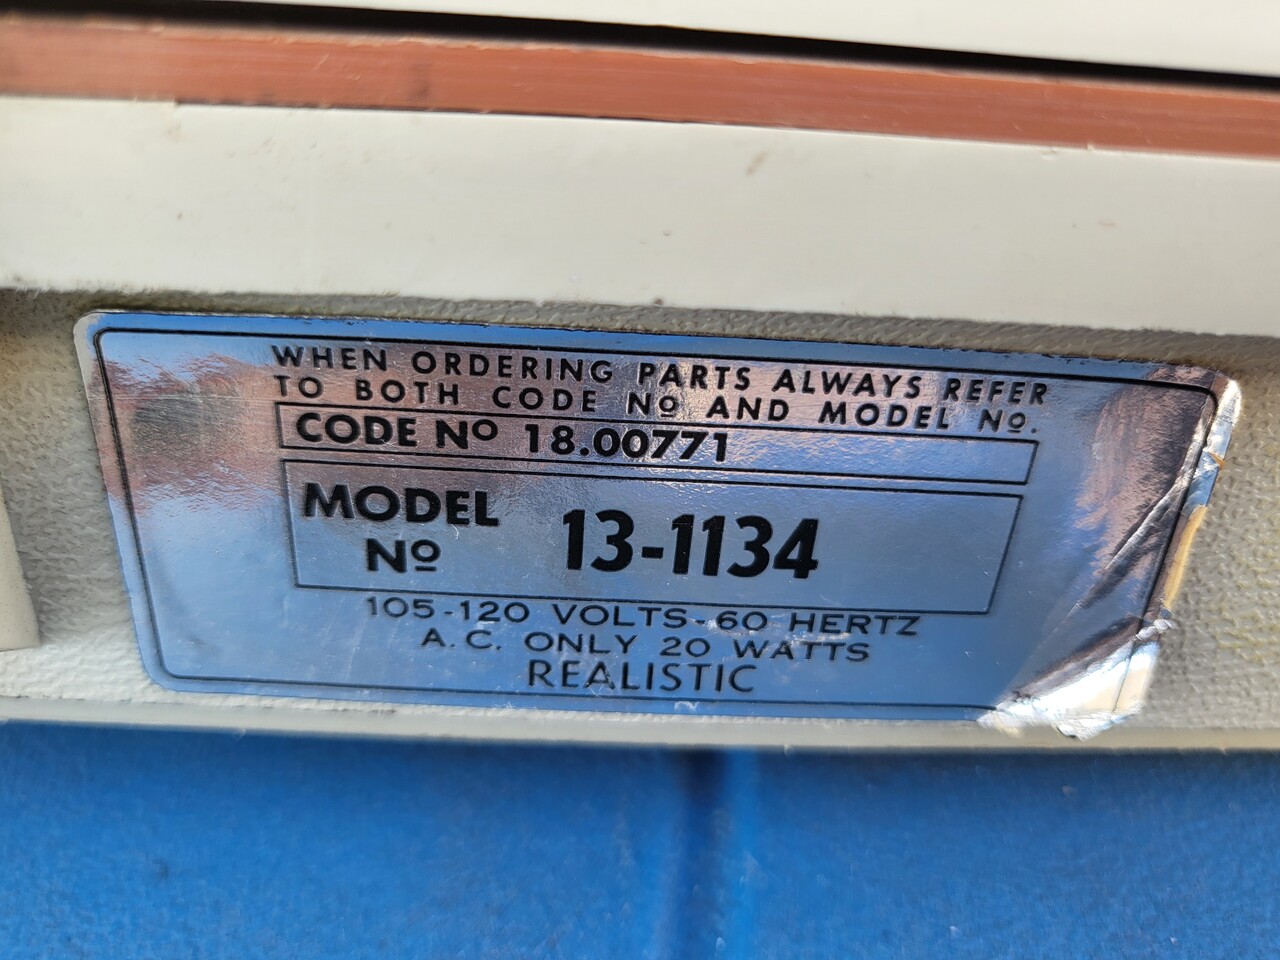 WHEN ORDERING PARTS ALWAYS REFER
TO BOTH CODE Nº AND MODEL Nº.
CODE Nº 18.00771
MODEL
Nº 13-1134
105-120 VOLTS-60 HERTZ
A.C. ONLY 20 WATTS
REALISTIC